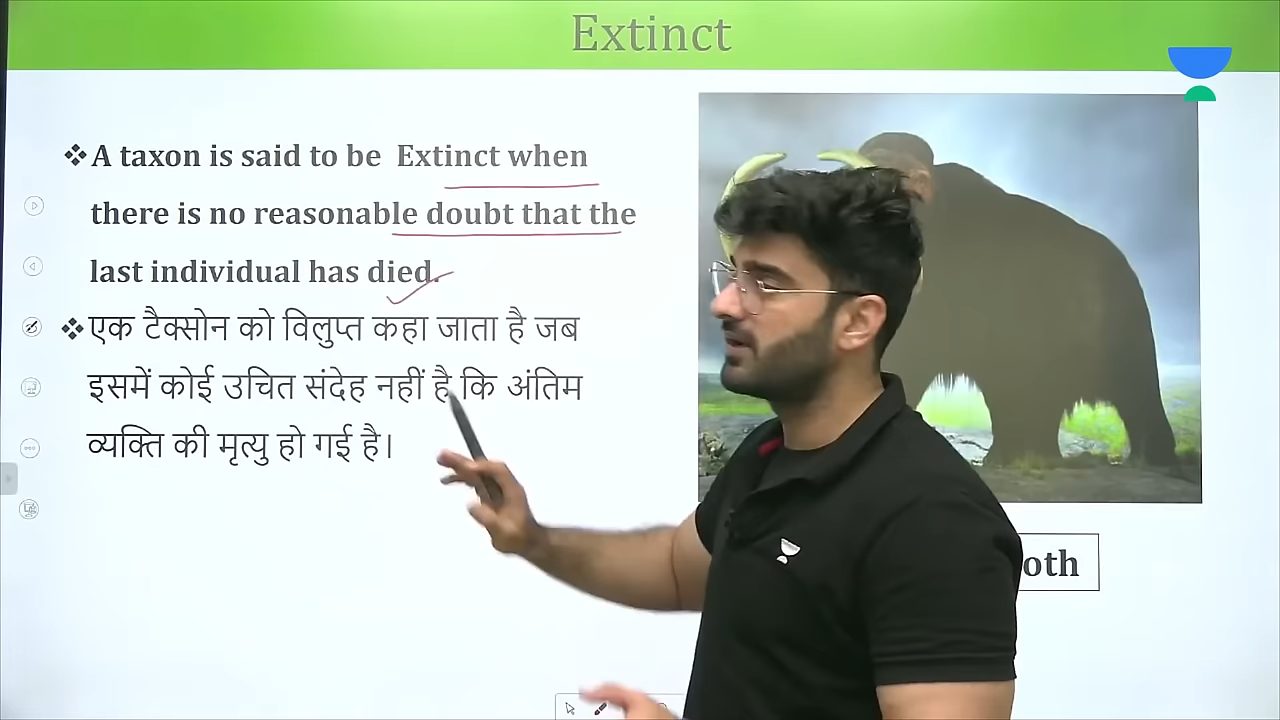 Extinct
❖A taxon is said to be Extinct when
there is no reasonable doubt that the
last individual has died.
❖एक टैक्सोन को विलुप्त कहा जाता है जब
इसमें कोई उचित संदेह नहीं है कि अंतिम
व्यक्ति की मृत्यु हो गई है।
oth